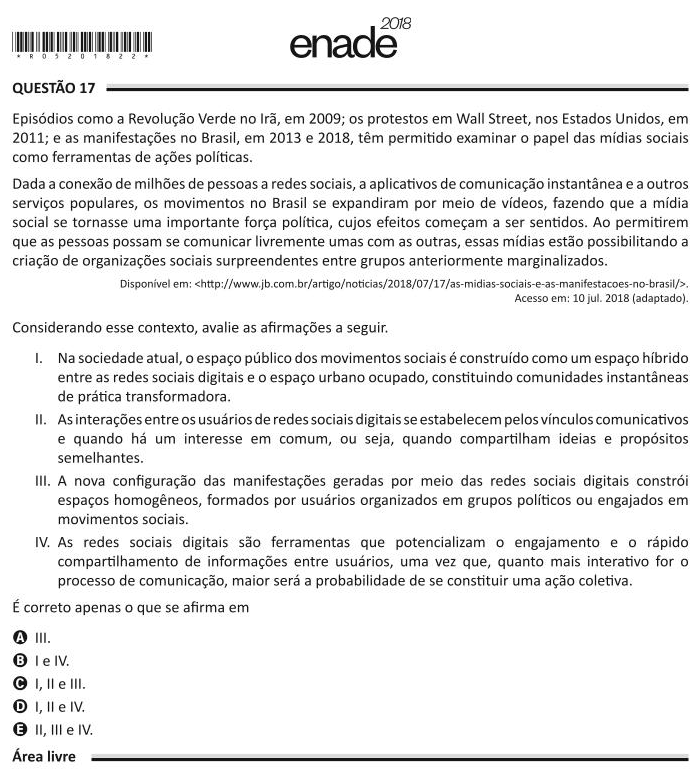 enade 2018
* R 0 5 2 0 1 8 2 2 *
QUESTÃO 17
Episódios como a Revolução Verde no Irã, em 2009; os protestos em Wall Street, nos Estados Unidos, em
2011; e as manifestações no Brasil, em 2013 e 2018, têm permitido examinar o papel das mídias sociais
como ferramentas de ações políticas.
Dada a conexão de milhões de pessoas a redes sociais, a aplicativos de comunicação instantânea e a outros
serviços populares, os movimentos no Brasil se expandiram por meio de vídeos, fazendo que a mídia
social se tornasse uma importante força política, cujos efeitos começam a ser sentidos. Ao permitirem
que as pessoas possam se comunicar livremente umas com as outras, essas mídias estão possibilitando a
criação de organizações sociais surpreendentes entre grupos anteriormente marginalizados.
Disponível em: <http://www.jb.com.br/artigo/noticias/2018/07/17/as-midias-sociais-e-as-manifestacoes-no-brasil/>.
Acesso em: 10 jul. 2018 (adaptado).
Considerando esse contexto, avalie as afirmações a seguir.
I. Na sociedade atual, o espaço público dos movimentos sociais é construído como um espaço híbrido
entre as redes sociais digitais e o espaço urbano ocupado, constituindo comunidades instantâneas
de prática transformadora.
II. As interações entre os usuários de redes sociais digitais se estabelecem pelos vínculos comunicativos
e quando há um interesse em comum, ou seja, quando compartilham ideias e propósitos
semelhantes.
III. A nova configuração das manifestações geradas por meio das redes sociais digitais constrói
espaços homogêneos, formados por usuários organizados em grupos políticos ou engajados em
movimentos sociais.
IV. As redes sociais digitais são ferramentas que potencializam o engajamento e o rápido
compartilhamento de informações entre usuários, uma vez que, quanto mais interativo for o
processo de comunicação, maior será a probabilidade de se constituir uma ação coletiva.
É correto apenas o que se afirma em
A III.
B I e IV.
C I, II e III.
D I, II e IV.
E II, III e IV.
Área livre